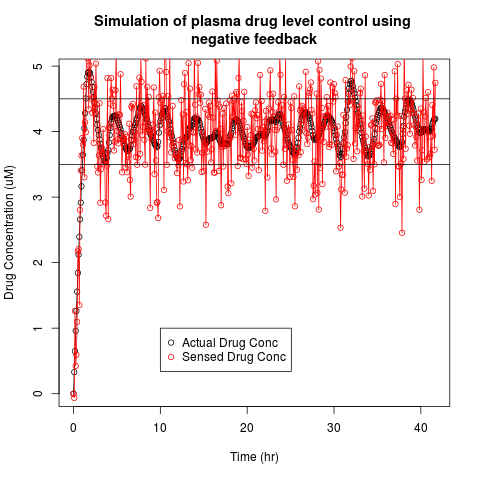 Simulation of plasma drug level control using
negative feedback
5
4
3
2
1
0
Drug Concentration (uM)
Actual Drug Conc
Sensed Drug Conc
0 10 20 30 40
Time (hr)